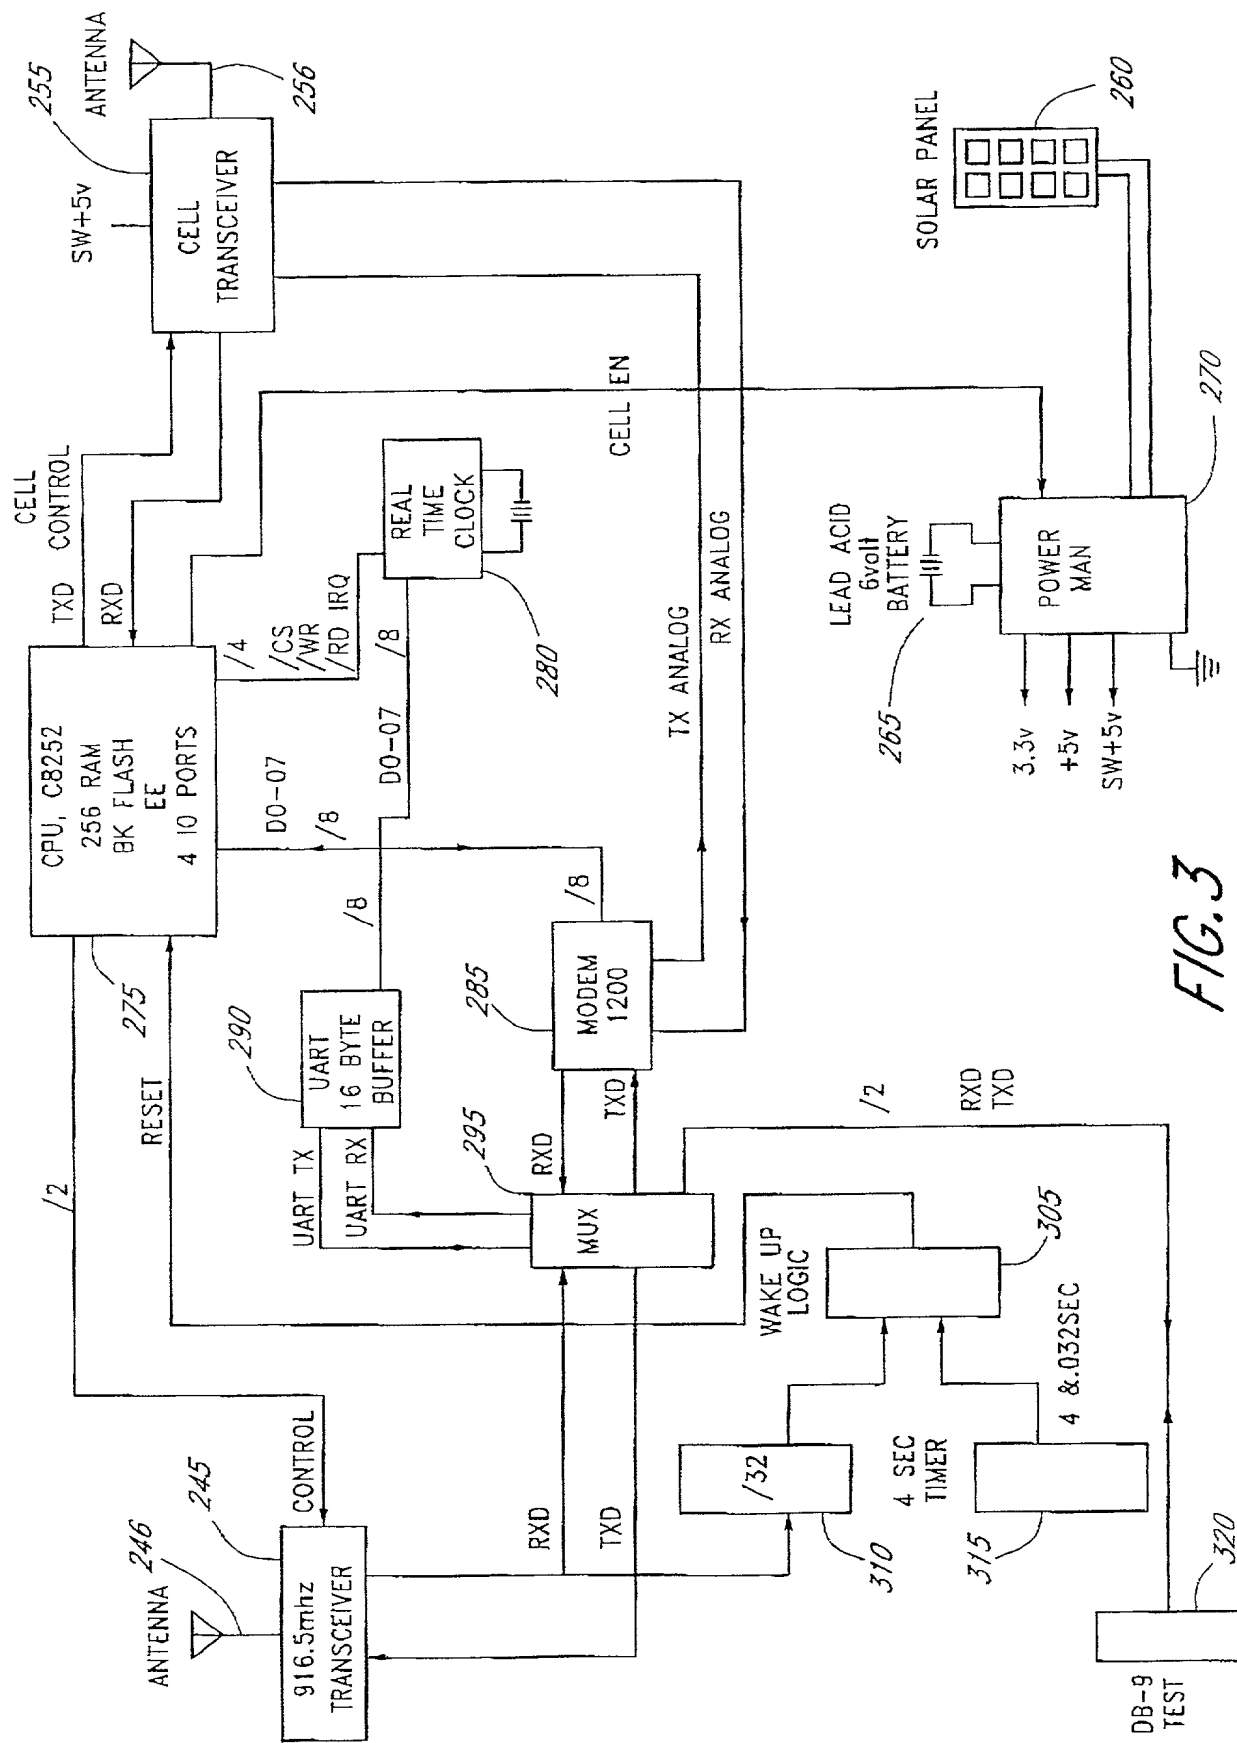 ANTENNA
246
245
916.5mhz
TRANSCEIVER
CONTROL
/2
RESET
275
CPU, C8252
256 RAM
8K FLASH
EE
4 IO PORTS
TXD
RXD
CELL
CONTROL
SW+5v
255
ANTENNA
256
CELL
TRANSCEIVER
/4
/CS
/WR
/RD IRQ
REAL
TIME
CLOCK
280
DO-07
/8
DO-07
/8
/8
/8
290
UART
16 BYTE
BUFFER
UART TX
UART RX
285
MODEM
1200
RXD
TXD
295
MUX
RXD
TXD
TX ANALOG
RX ANALOG
CELL EN
/2
RXD
TXD
WAKE UP
LOGIC
305
/32
310
4 SEC
TIMER
4 &.032SEC
315
DB-9
TEST
320
LEAD ACID
6volt
BATTERY
265
POWER
MAN
270
3.3v
+5v
SW+5v
SOLAR PANEL
260
FIG. 3